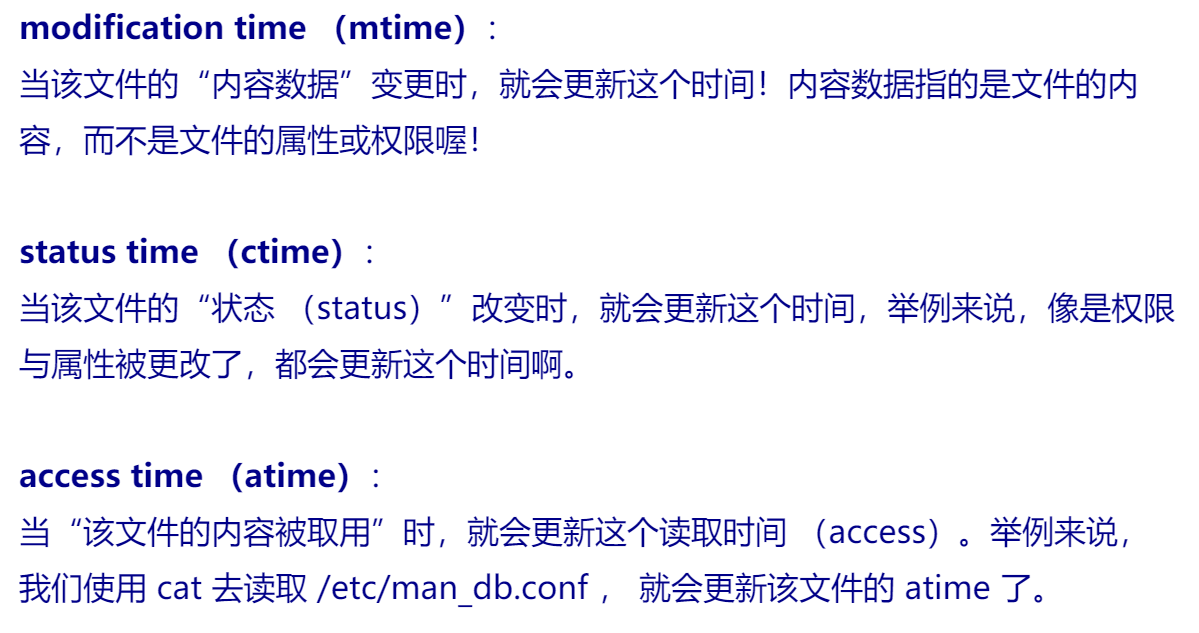 modification time （mtime）：
当该文件的“内容数据”变更时，就会更新这个时间！内容数据指的是文件的内
容，而不是文件的属性或权限喔！
status time （ctime）：
当该文件的“状态 （status）”改变时，就会更新这个时间，举例来说，像是权限
与属性被更改了，都会更新这个时间啊。
access time （atime）：
当“该文件的内容被取用”时，就会更新这个读取时间 （access）。举例来说，
我们使用 cat 去读取 /etc/man_db.conf ， 就会更新该文件的 atime 了。